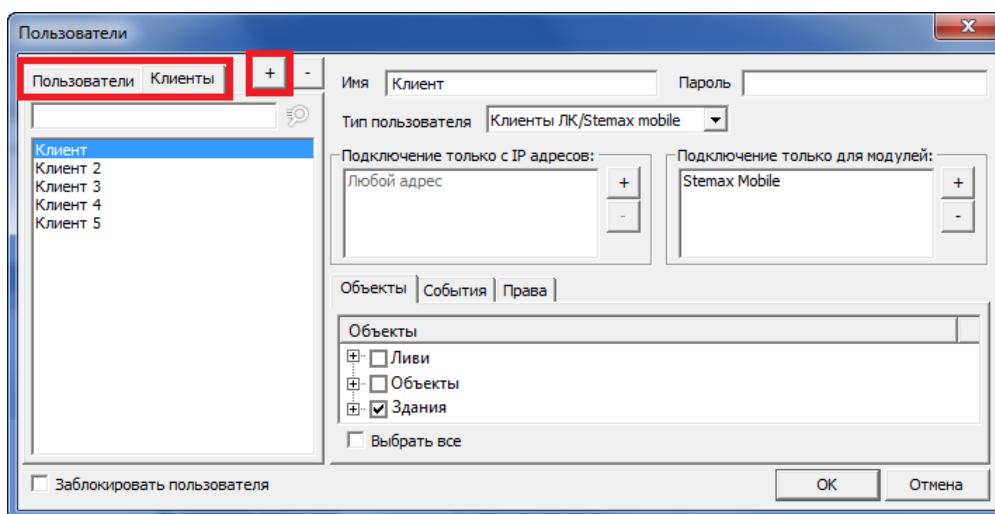 Пользователи
Пользователи Клиенты + -
Имя Клиент Пароль
Тип пользователя Клиенты ЛК/Stemax mobile
Клиент
Клиент 2
Клиент 3
Клиент 4
Клиент 5
Подключение только с IP адресов:
Любой адрес
+
-
Подключение только для модулей:
Stemax Mobile
+
-
Объекты События Права
Объекты
Ливи
Объекты
Здания
Выбрать все
Заблокировать пользователя
OK Отмена